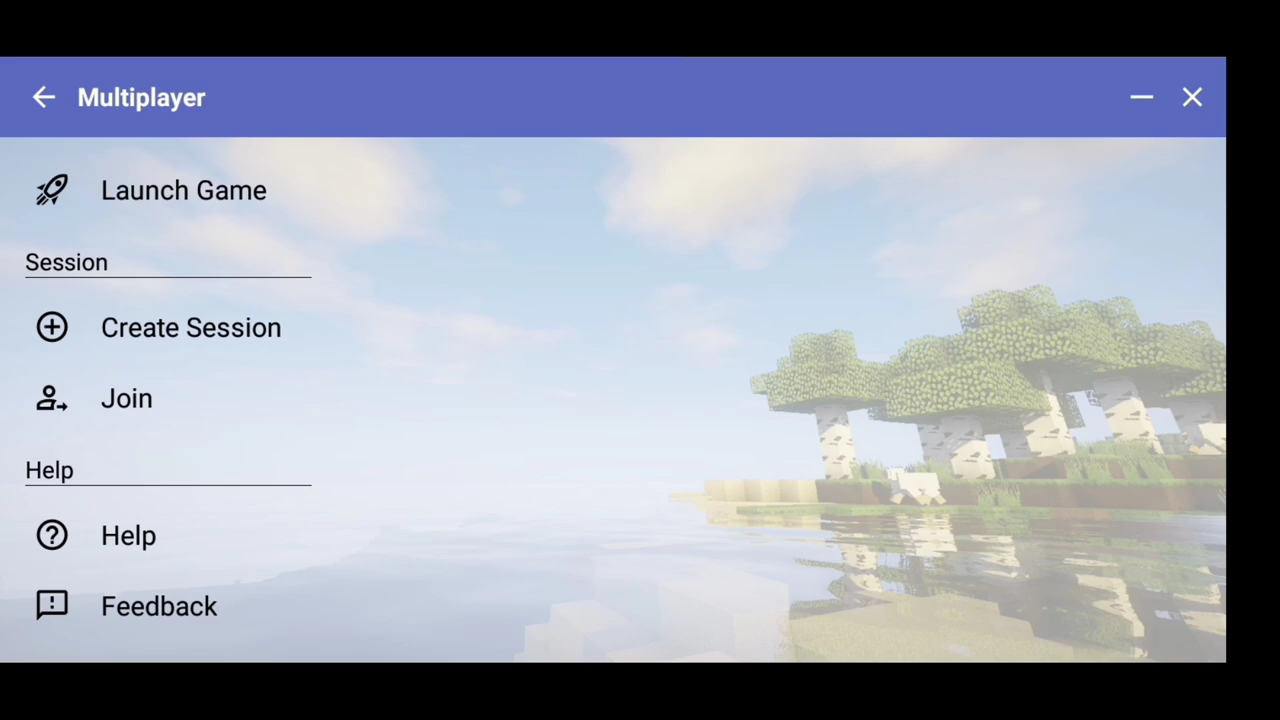 Multiplayer
Launch Game
Session
Create Session
Join
Help
Help
Feedback